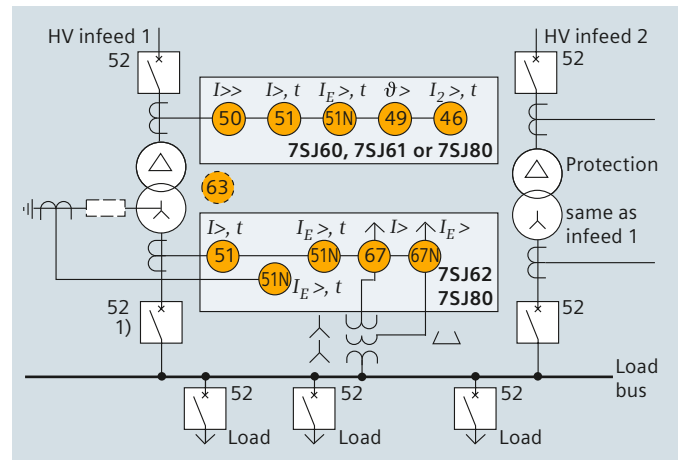 HV infeed 1
HV infeed 2
52
52
I>> I>, t I_E>, t ϑ> I_2>, t
50 51 51N 49 46
7SJ60, 7SJ61 or 7SJ80
Protection
same as
infeed 1
63
I>, t I_E>, t I> I_E>
51 51N 67 67N
51N I_E>, t
7SJ62
7SJ80
52
1)
52
Load
bus
52 52 52
Load Load Load